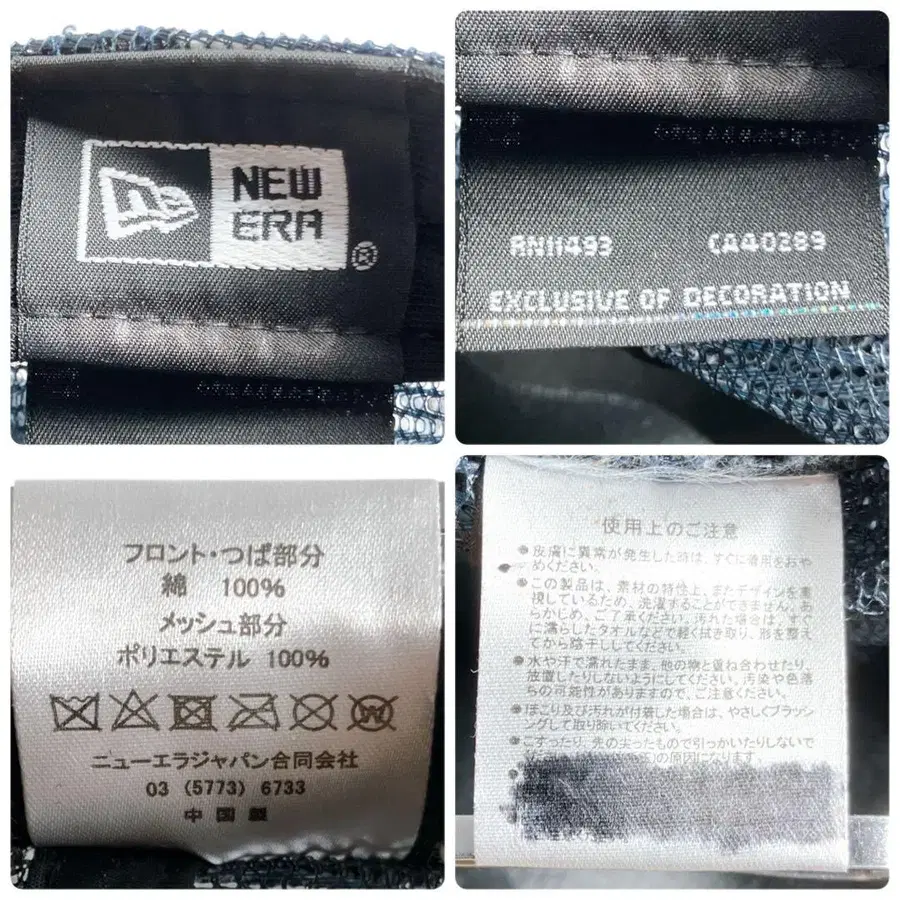 NEW
ERA
®
RN11493 CA40289
EXCLUSIVE OF DECORATION
フロント・つば部分
綿 100%
メッシュ部分
ポリエステル 100%
ニューエラジャパン合同会社
03 (5773) 6733
中国製
使用上のご注意
●皮膚に異常が発生した時は、すぐに着用をおや
めください。
●この製品は、素材の特性上、またデザインを重
視しているため、洗濯することができません。あ
らかじめ、ご了承ください。汚れた場合は、すぐ
に濡らしたタオルなどで軽く拭き取り、形を整え
てから陰干ししてください。
●水や汗で濡れたまま、他の物と重ね合わせたり、
放置したりしないようにしてください。汚染や色落
ちの可能性がありますので、ご注意ください。
●ほこり及び汚れが付着した場合は、やさしくブラッシ
ングして取り除いてください。
●こすったり、先の尖ったもので引っかいたりしないで
の原因になります。